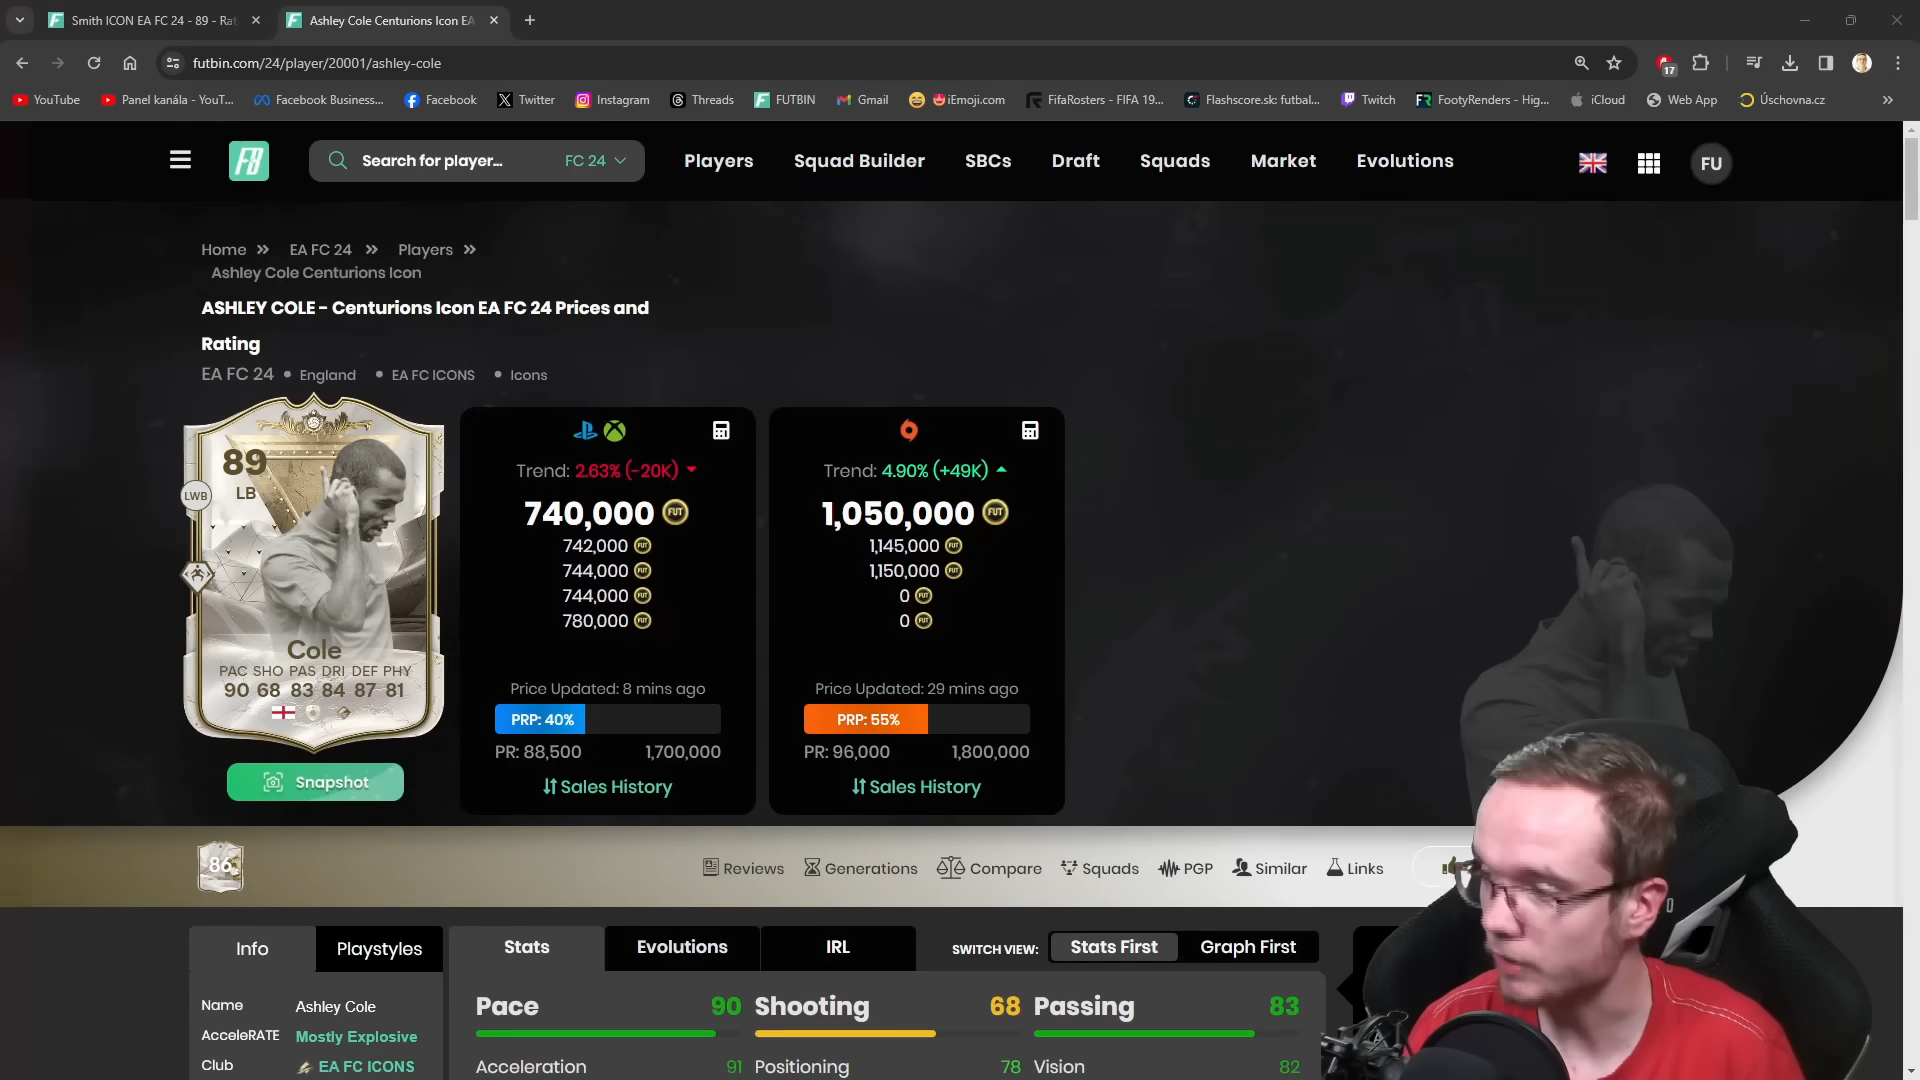 Smith ICON EA FC 24 - 89 - Rat
Ashley Cole Centurions Icon EA
futbin.com/24/player/20001/ashley-cole
17
YouTube
Panel kanála - YouT...
Facebook Business...
Facebook
Twitter
Instagram
Threads
FUTBIN
Gmail
iEmoji.com
FifaRosters - FIFA 19...
Flashscore.sk: futbal...
Twitch
FootyRenders - Hig...
iCloud
Web App
Úschovna.cz
Search for player...
FC 24
Players
Squad Builder
SBCs
Draft
Squads
Market
Evolutions
FU
Home » EA FC 24 » Players »
Ashley Cole Centurions Icon
ASHLEY COLE - Centurions Icon EA FC 24 Prices and
Rating
EA FC 24 • England • EA FC ICONS • Icons
89
LB
LWB
Cole
PAC SHO PAS DRI DEF PHY
90 68 83 84 87 81
Snapshot
Trend: 2.63% (-20K)
740,000
742,000
744,000
744,000
780,000
Price Updated: 8 mins ago
PRP: 40%
PR: 88,500 1,700,000
Sales History
Trend: 4.90% (+49K)
1,050,000
1,145,000
1,150,000
0
0
Price Updated: 29 mins ago
PRP: 55%
PR: 96,000 1,800,000
Sales History
86
Reviews
Generations
Compare
Squads
PGP
Similar
Links
Info
Playstyles
Stats
Evolutions
IRL
SWITCH VIEW:
Stats First
Graph First
Name Ashley Cole
AcceleRATE Mostly Explosive
Club EA FC ICONS
Pace 90
Acceleration 91
Shooting 68
Positioning 78
Passing 83
Vision 82